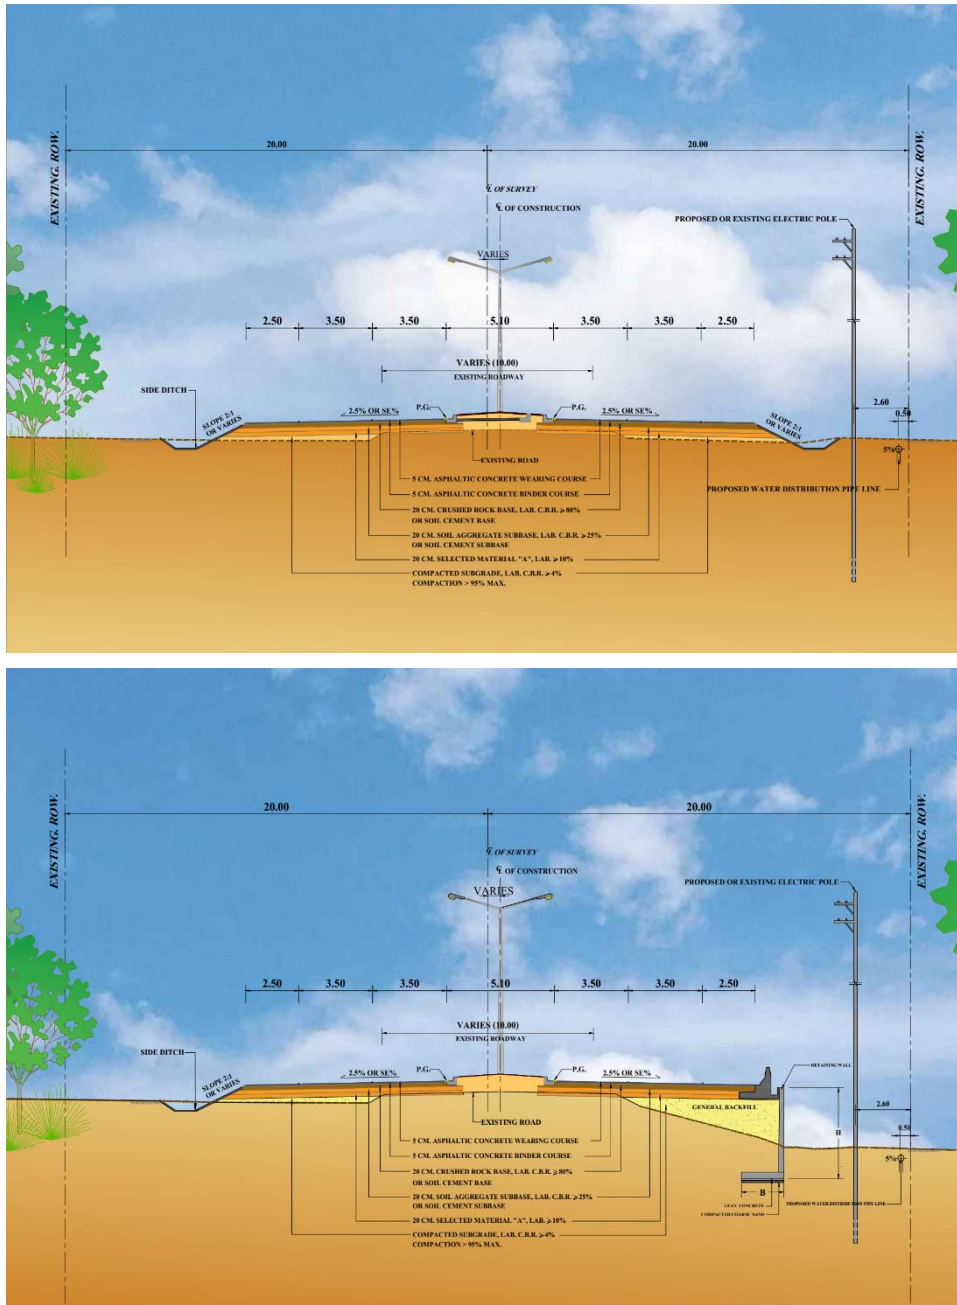 EXISTING. ROW.
20.00
20.00
EXISTING. ROW.
℄ OF SURVEY
℄ OF CONSTRUCTION
PROPOSED OR EXISTING ELECTRIC POLE
VARIES
2.50
3.50
3.50
5.10
3.50
3.50
2.50
VARIES (10.00)
EXISTING ROADWAY
SIDE DITCH
SLOPE 2:1
OR VARIES
2.5% OR SE%
P.G.
P.G.
2.5% OR SE%
SLOPE 2:1
OR VARIES
2.60
0.50
5%
EXISTING ROAD
5 CM. ASPHALTIC CONCRETE WEARING COURSE
5 CM. ASPHALTIC CONCRETE BINDER COURSE
PROPOSED WATER DISTRIBUTION PIPE LINE
20 CM. CRUSHED ROCK BASE, LAB. C.B.R. ⩾ 80%
OR SOIL CEMENT BASE
20 CM. SOIL AGGREGATE SUBBASE, LAB. C.B.R. ⩾ 25%
OR SOIL CEMENT SUBBASE
20 CM. SELECTED MATERIAL "A", LAB. ⩾ 10%
COMPACTED SUBGRADE, LAB. C.B.R. ⩾ 4%
COMPACTION > 95% MAX.
EXISTING. ROW.
20.00
20.00
EXISTING. ROW.
℄ OF SURVEY
℄ OF CONSTRUCTION
PROPOSED OR EXISTING ELECTRIC POLE
VARIES
2.50
3.50
3.50
5.10
3.50
3.50
2.50
VARIES (10.00)
EXISTING ROADWAY
SIDE DITCH
SLOPE 2:1
OR VARIES
2.5% OR SE%
P.G.
P.G.
2.5% OR SE%
RETAINING WALL
GENERAL BACKFILL
H
2.60
0.50
5%
EXISTING ROAD
5 CM. ASPHALTIC CONCRETE WEARING COURSE
5 CM. ASPHALTIC CONCRETE BINDER COURSE
20 CM. CRUSHED ROCK BASE, LAB. C.B.R. ⩾ 80%
OR SOIL CEMENT BASE
B
LEAN CONCRETE
COMPACTED COARSE SAND
PROPOSED WATER DISTRIBUTION PIPE LINE
20 CM. SOIL AGGREGATE SUBBASE, LAB. C.B.R. ⩾ 25%
OR SOIL CEMENT SUBBASE
20 CM. SELECTED MATERIAL "A", LAB. ⩾ 10%
COMPACTED SUBGRADE, LAB. C.B.R. ⩾ 4%
COMPACTION > 95% MAX.